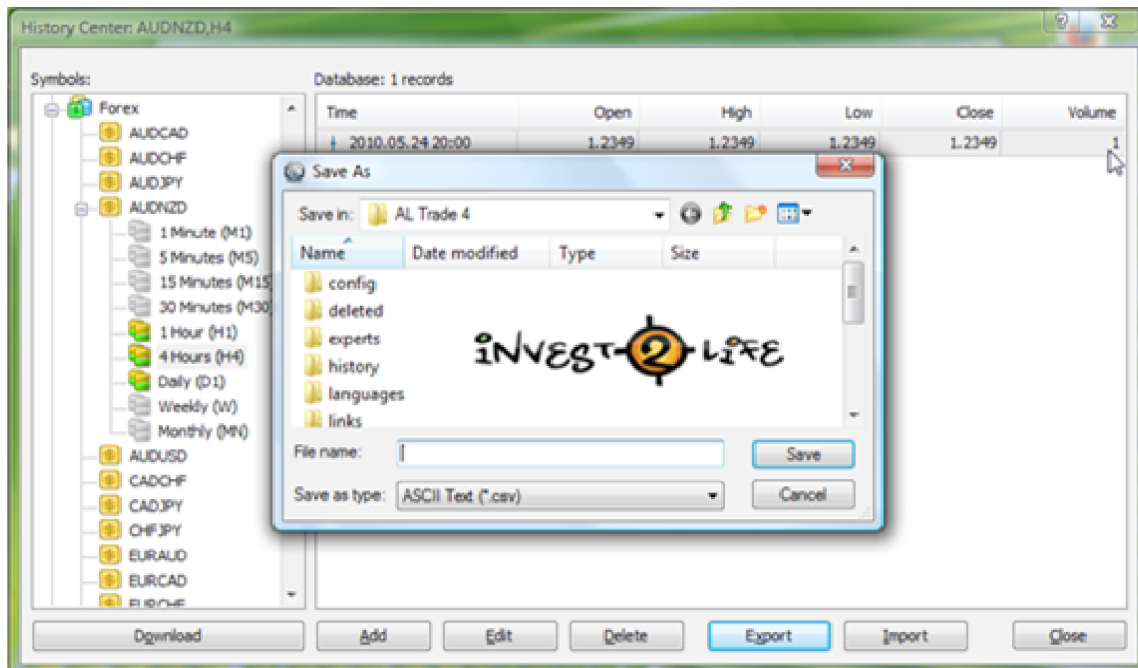 History Center: AUDNZD,H4
Symbols:
Database: 1 records
Forex
AUDCAD
AUDCHF
AUDJPY
AUDNZD
1 Minute (M1)
5 Minutes (M5)
15 Minutes (M15
30 Minutes (M30
1 Hour (H1)
4 Hours (H4)
Daily (D1)
Weekly (W)
Monthly (MN)
AUDUSD
CADCHF
CADJPY
CHFJPY
EURAUD
EURCAD
EURCHF
Time Open High Low Close Volume
2010.05.24 20:00 1.2349 1.2349 1.2349 1.2349 1
Save As
Save in: AL Trade 4
Name Date modified Type Size
config
deleted
experts
history
languages
links
iNVEST-2-LiFE
File name: Save
Save as type: ASCII Text (*.csv) Cancel
Download Add Edit Delete Export Import Close